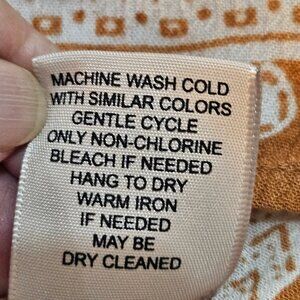 MACHINE WASH COLD
WITH SIMILAR COLORS
GENTLE CYCLE
ONLY NON-CHLORINE
BLEACH IF NEEDED
HANG TO DRY
WARM IRON
IF NEEDED
MAY BE
DRY CLEANED